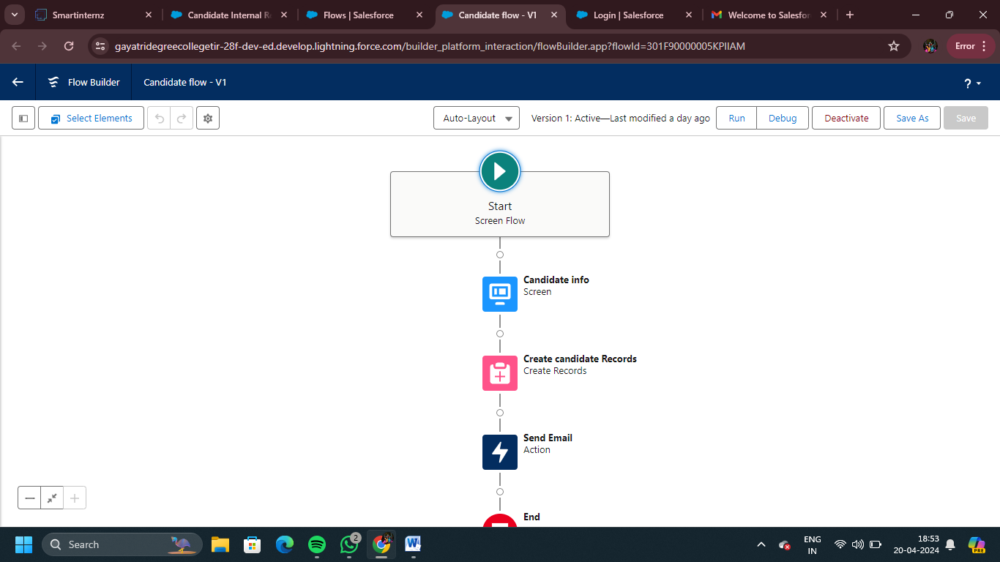 Smartinternz
Candidate Internal R
Flows | Salesforce
Candidate flow - V1
Login | Salesforce
Welcome to Salesfor
gayatridegreecollegetir-28f-dev-ed.develop.lightning.force.com/builder_platform_interaction/flowBuilder.app?flowId=301F90000005KPIIAM
Error
Flow Builder
Candidate flow - V1
?
Select Elements
Auto-Layout
Version 1: Active—Last modified a day ago
Run
Debug
Deactivate
Save As
Save
Start
Screen Flow
Candidate info
Screen
Create candidate Records
Create Records
Send Email
Action
End
Search
2
W
ENG
IN
18:53
20-04-2024
PRE